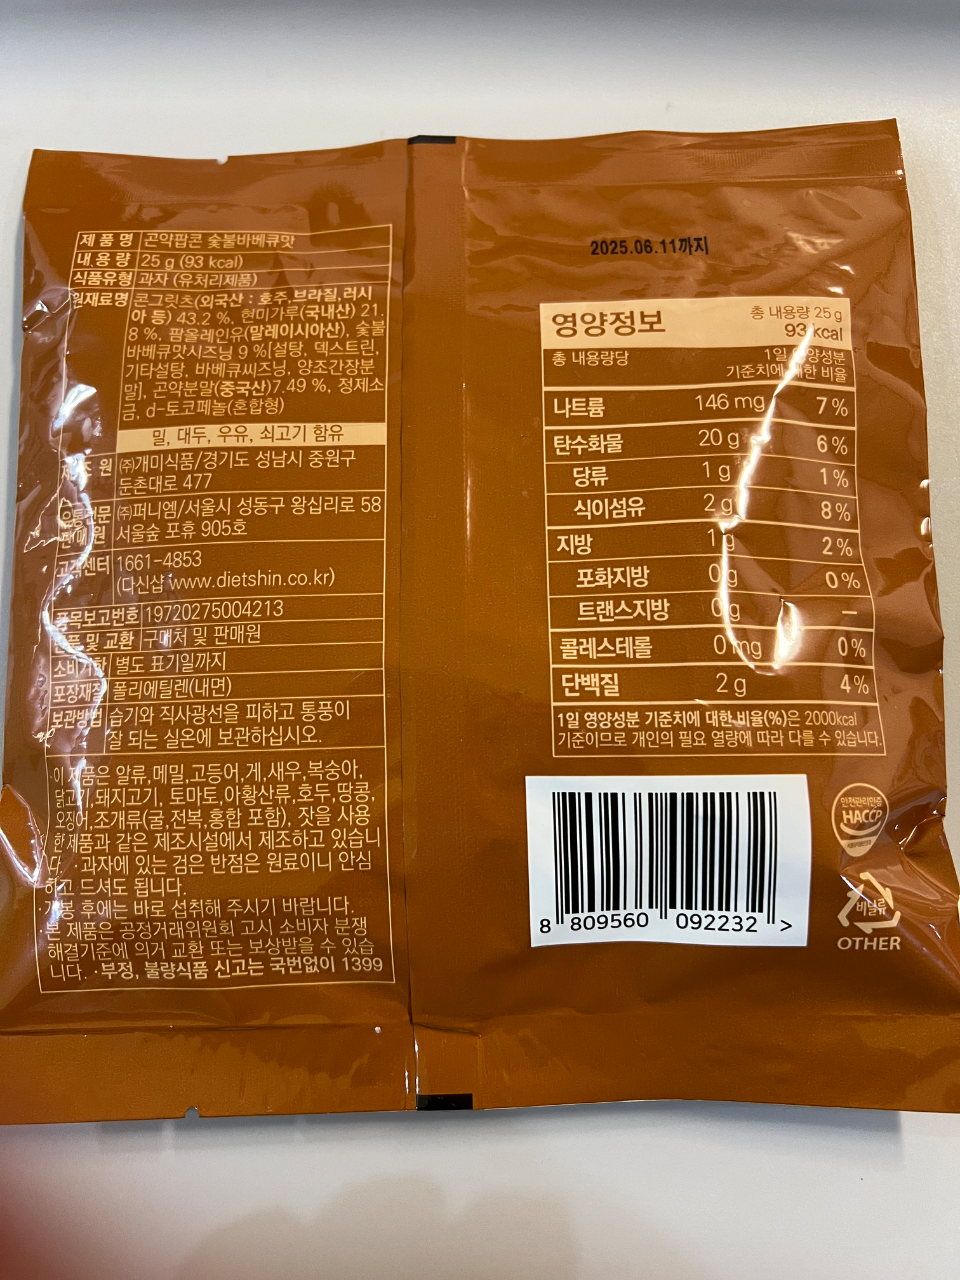 제 품 명 곤약팝콘 숯불바베큐맛
내 용 량 25 g (93 kcal)
식품유형 과자 (유처리제품)
원재료명 콘그릿츠(외국산 : 호주,브라질,러시
아 등) 43.2 %, 현미가루(국내산) 21.
8 %, 팜올레인유(말레이시아산), 숯불
바베큐맛시즈닝 9 %[설탕, 덱스트린,
기타설탕, 바베큐씨즈닝, 양조간장분
말], 곤약분말(중국산)7.49 %, 정제소
금, d-토코페놀(혼합형)
밀, 대두, 우유, 쇠고기 함유
제 조 원 ㈜개미식품/경기도 성남시 중원구
둔촌대로 477
유통전문 ㈜퍼니엠/서울시 성동구 왕십리로 58
판매원 서울숲 포휴 905호
고객센터 1661-4853
(다신샵 www.dietshin.co.kr)
품목보고번호 19720275004213
반품 및 교환 구매처 및 판매원
소비기한 별도 표기일까지
포장재질 폴리에틸렌(내면)
보관방법 습기와 직사광선을 피하고 통풍이
잘 되는 실온에 보관하십시오.
·이 제품은 알류,메밀,고등어,게,새우,복숭아,
닭고기,돼지고기, 토마토,아황산류,호두,땅콩,
오징어,조개류(굴,전복,홍합 포함), 잣을 사용
한 제품과 같은 제조시설에서 제조하고 있습니
다. · 과자에 있는 검은 반점은 원료이니 안심
하고 드셔도 됩니다.
·개봉 후에는 바로 섭취해 주시기 바랍니다.
·본 제품은 공정거래위원회 고시 소비자 분쟁
해결기준에 의거 교환 또는 보상받을 수 있습
니다. ·부정, 불량식품 신고는 국번없이 1399
2025.06.11까지
영양정보 총 내용량 25 g
93 kcal
총 내용량당 1일 영양성분
기준치에 대한 비율
나트륨 146 mg 7 %
탄수화물 20 g 6 %
당류 1 g 1 %
식이섬유 2 g 8 %
지방 1 g 2 %
포화지방 0 g 0 %
트랜스지방 0 g –
콜레스테롤 0 mg 0 %
단백질 2 g 4 %
1일 영양성분 기준치에 대한 비율(%)은 2000kcal
기준이므로 개인의 필요 열량에 따라 다를 수 있습니다.
8 809560 092232 >
안전관리인증
HACCP
비닐류
OTHER